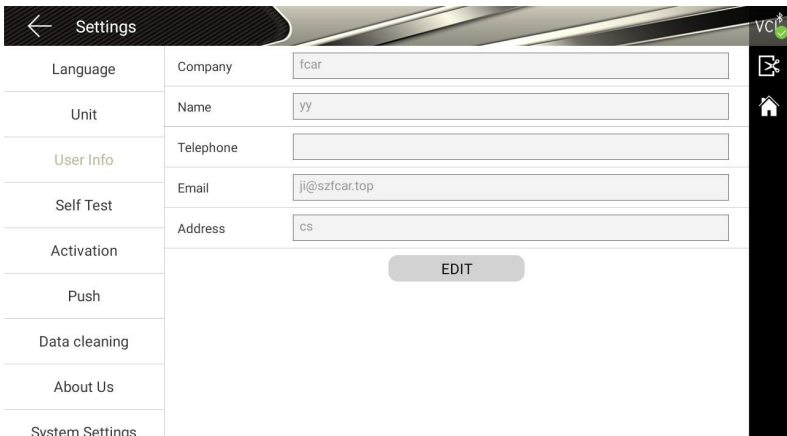 Settings
VCI
Language
Unit
User Info
Self Test
Activation
Push
Data cleaning
About Us
System Settings
Company fcar
Name yy
Telephone
Email ji@szfcar.top
Address cs
EDIT